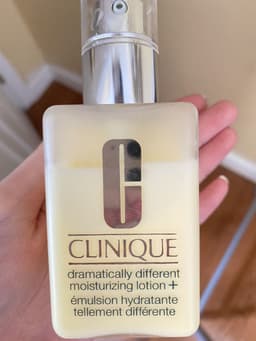 C
CLINIQUE
dramatically different
moisturizing lotion +
émulsion hydratante
tellement différente